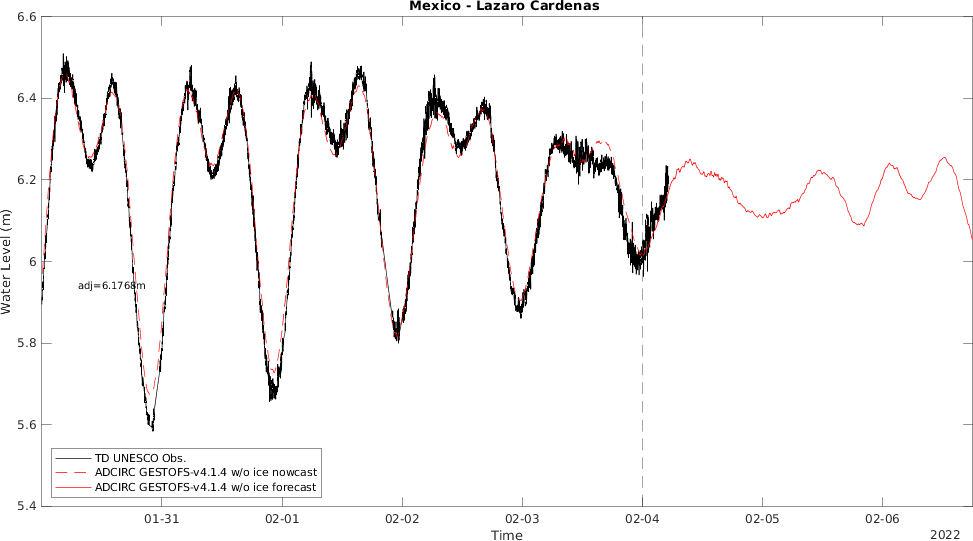 Mexico - Lazaro Cardenas
6.6
6.4
6.2
6
5.8
5.6
5.4
Water Level (m)
adj=6.1768m
TD UNESCO Obs.
ADCIRC GESTOFS-v4.1.4 w/o ice nowcast
ADCIRC GESTOFS-v4.1.4 w/o ice forecast
01-31 02-01 02-02 02-03 02-04 02-05 02-06
Time
2022